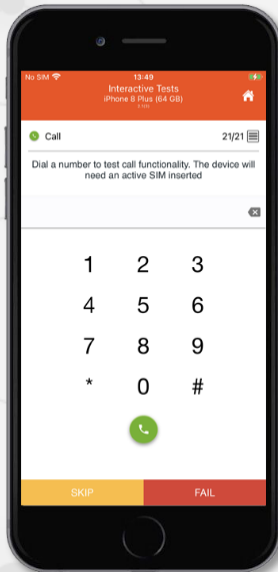 No SIM 13:49
Interactive Tests
iPhone 8 Plus (64 GB)
Call 21/21
Dial a number to test call functionality. The device will
need an active SIM inserted
1 2 3
4 5 6
7 8 9
* 0 #
SKIP FAIL